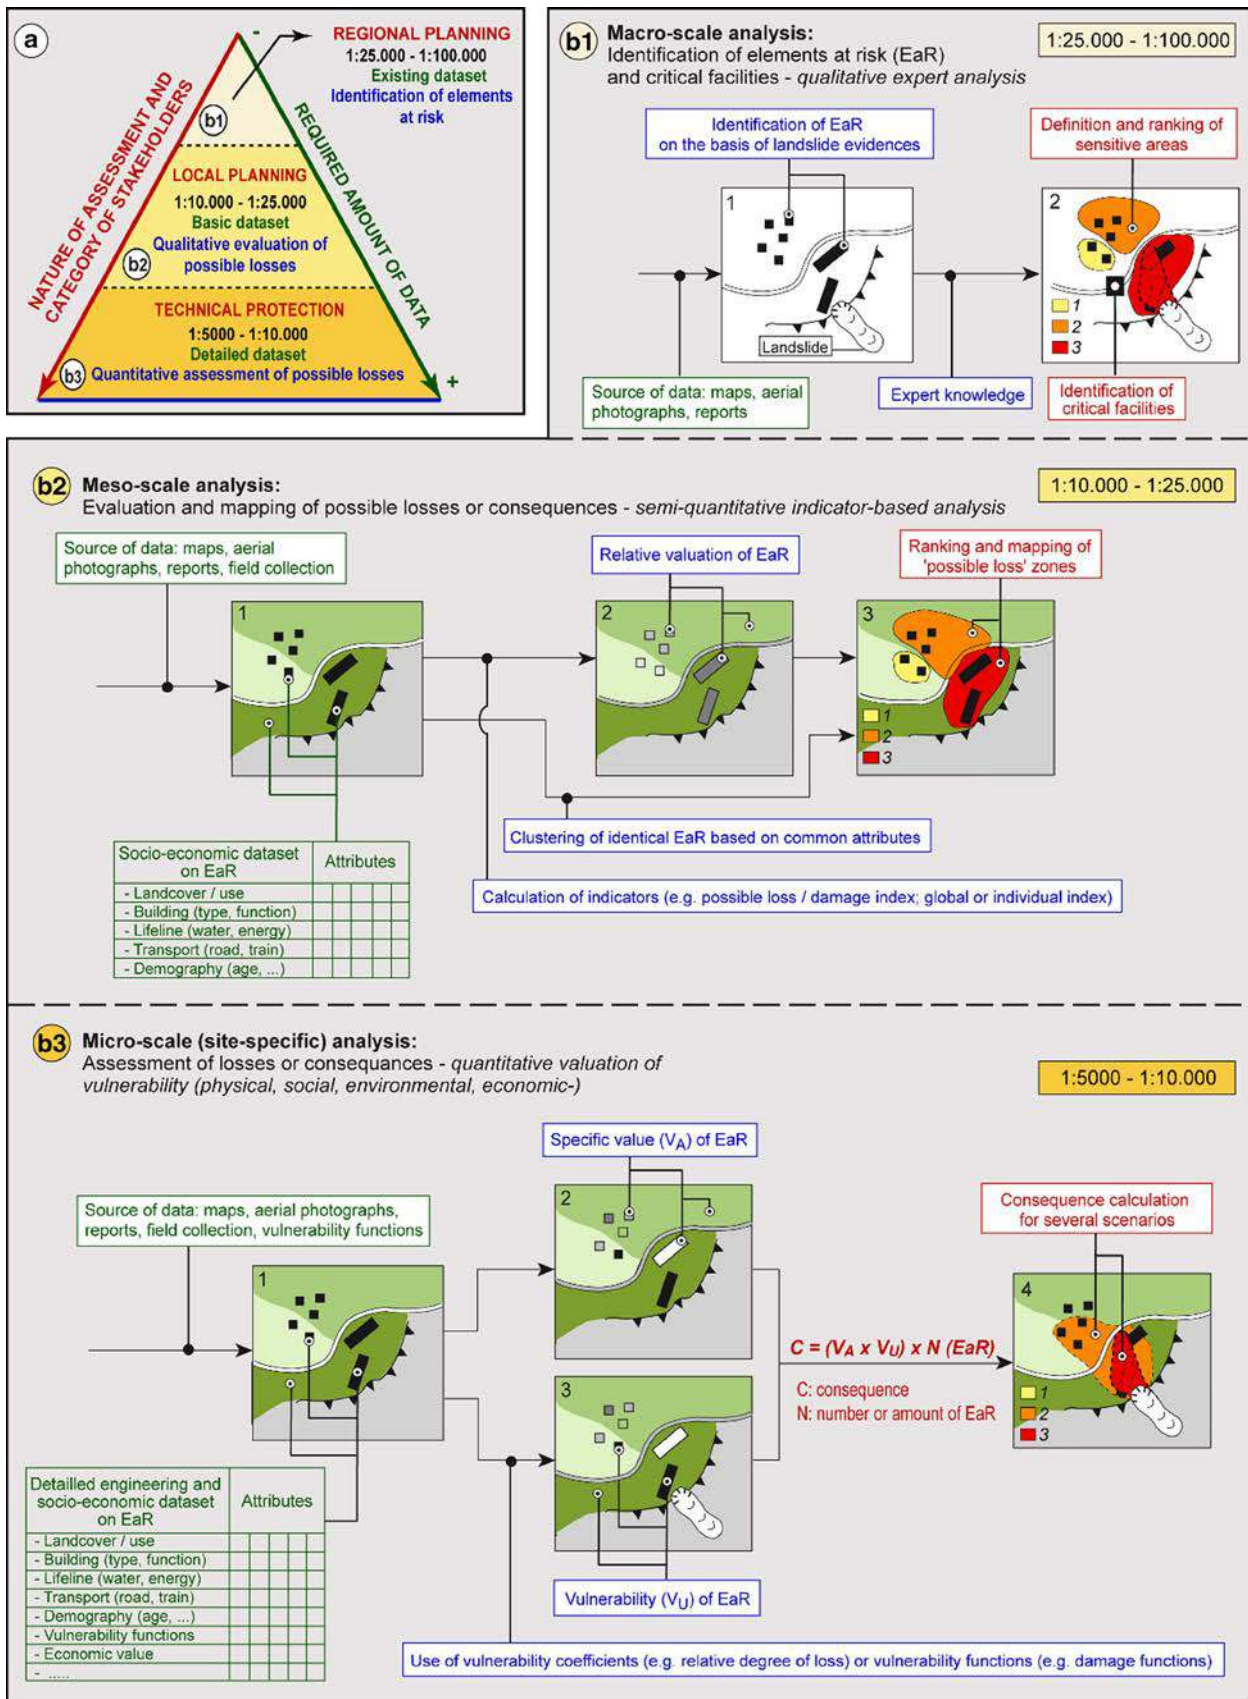 a
-
REGIONAL PLANNING
1:25.000 - 1:100.000
Existing dataset
Identification of elements
at risk
NATURE OF ASSESSMENT AND
CATEGORY OF STAKEHOLDERS
REQUIRED AMOUNT OF DATA
b1
LOCAL PLANNING
1:10.000 - 1:25.000
Basic dataset
Qualitative evaluation of
possible losses
b2
TECHNICAL PROTECTION
1:5000 - 1:10.000
Detailed dataset
Quantitative assessment of possible losses
b3
+
b1
Macro-scale analysis:
Identification of elements at risk (EaR)
and critical facilities - qualitative expert analysis
1:25.000 - 1:100.000
Identification of EaR
on the basis of landslide evidences
Definition and ranking of
sensitive areas
1
Landslide
2
1
2
3
Source of data: maps, aerial
photographs, reports
Expert knowledge
Identification of
critical facilities
b2
Meso-scale analysis:
Evaluation and mapping of possible losses or consequences - semi-quantitative indicator-based analysis
1:10.000 - 1:25.000
Source of data: maps, aerial
photographs, reports, field collection
Relative valuation of EaR
Ranking and mapping of
'possible loss' zones
1
2
3
1
2
3
Clustering of identical EaR based on common attributes
Calculation of indicators (e.g. possible loss / damage index; global or individual index)
Socio-economic dataset
on EaR
Attributes
- Landcover / use
- Building (type, function)
- Lifeline (water, energy)
- Transport (road, train)
- Demography (age, ...)
b3
Micro-scale (site-specific) analysis:
Assessment of losses or consequances - quantitative valuation of
vulnerability (physical, social, environmental, economic-)
1:5000 - 1:10.000
Specific value (VA) of EaR
Source of data: maps, aerial photographs,
reports, field collection, vulnerability functions
Consequence calculation
for several scenarios
1
2
3
4
1
2
3
C = (VA x VU) x N (EaR)
C: consequence
N: number or amount of EaR
Detailled engineering and
socio-economic dataset
on EaR
Attributes
- Landcover / use
- Building (type, function)
- Lifeline (water, energy)
- Transport (road, train)
- Demography (age, ...)
- Vulnerability functions
- Economic value
- .....
Vulnerability (VU) of EaR
Use of vulnerability coefficients (e.g. relative degree of loss) or vulnerability functions (e.g. damage functions)